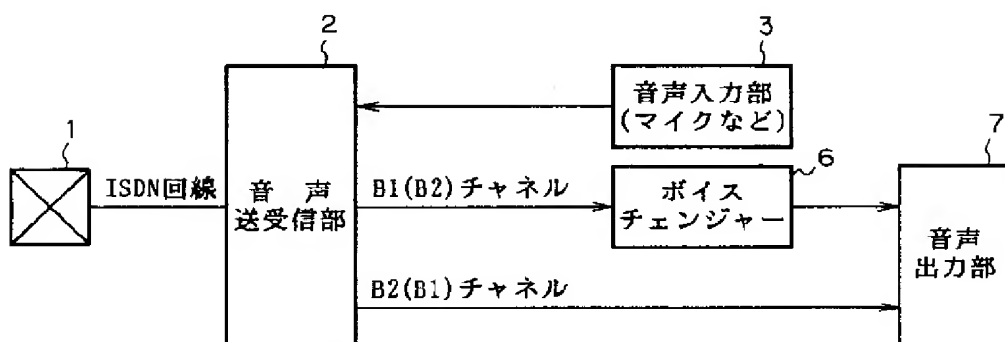 2
3
音声入力部
(マイクなど)
7
1
6
ISDN回線
音声
送受信部
B1(B2)チャネル
ボイス
チェンジャー
音声
出力部
B2(B1)チャネル